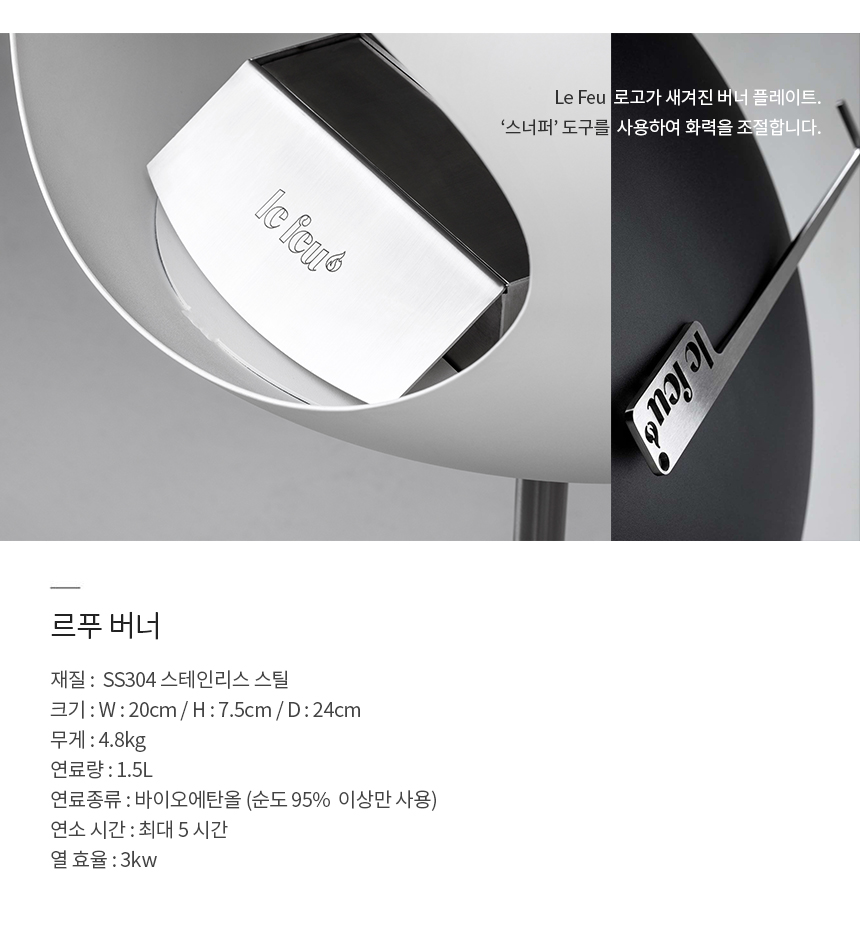 Le Feu 로고가 새겨진 버너 플레이트.
‘스너퍼’ 도구를 사용하여 화력을 조절합니다.
le feu
le feu
르푸 버너
재질 : SS304 스테인리스 스틸
크기 : W : 20cm / H : 7.5cm / D : 24cm
무게 : 4.8kg
연료량 : 1.5L
연료종류 : 바이오에탄올 (순도 95% 이상만 사용)
연소 시간 : 최대 5 시간
열 효율 : 3kw